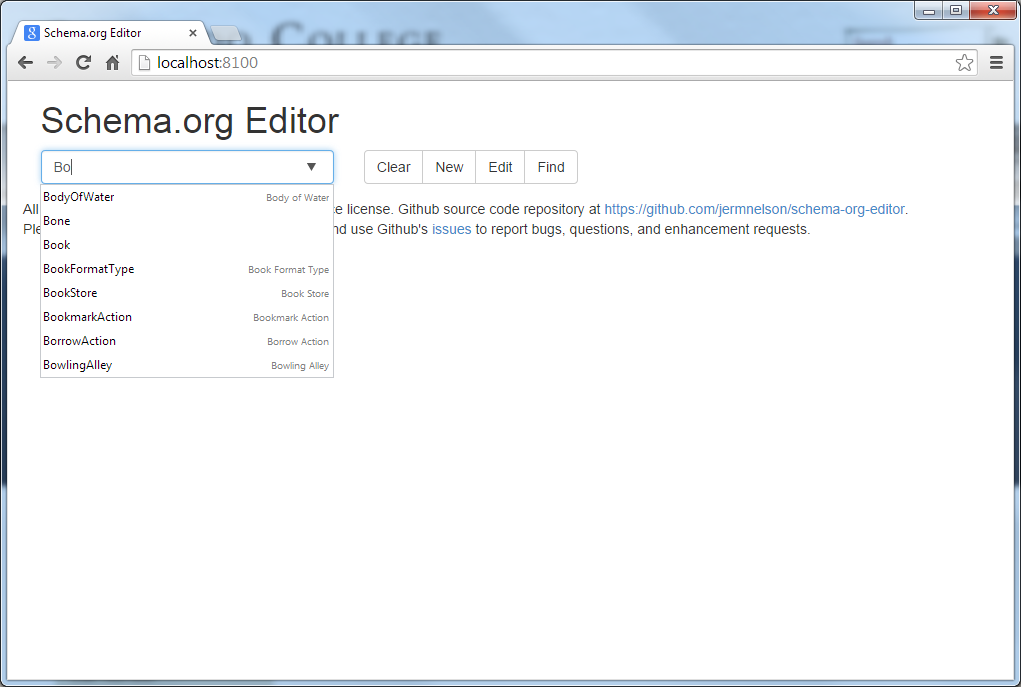 COLLEGE
Schema.org Editor
localhost:8100
Schema.org Editor
Bo
Clear New Edit Find
BodyOfWater Body of Water
All ce license. Github source code repository at https://github.com/jermnelson/schema-org-editor.
Bone
Ple nd use Github's issues to report bugs, questions, and enhancement requests.
Book
BookFormatType Book Format Type
BookStore Book Store
BookmarkAction Bookmark Action
BorrowAction Borrow Action
BowlingAlley Bowling Alley